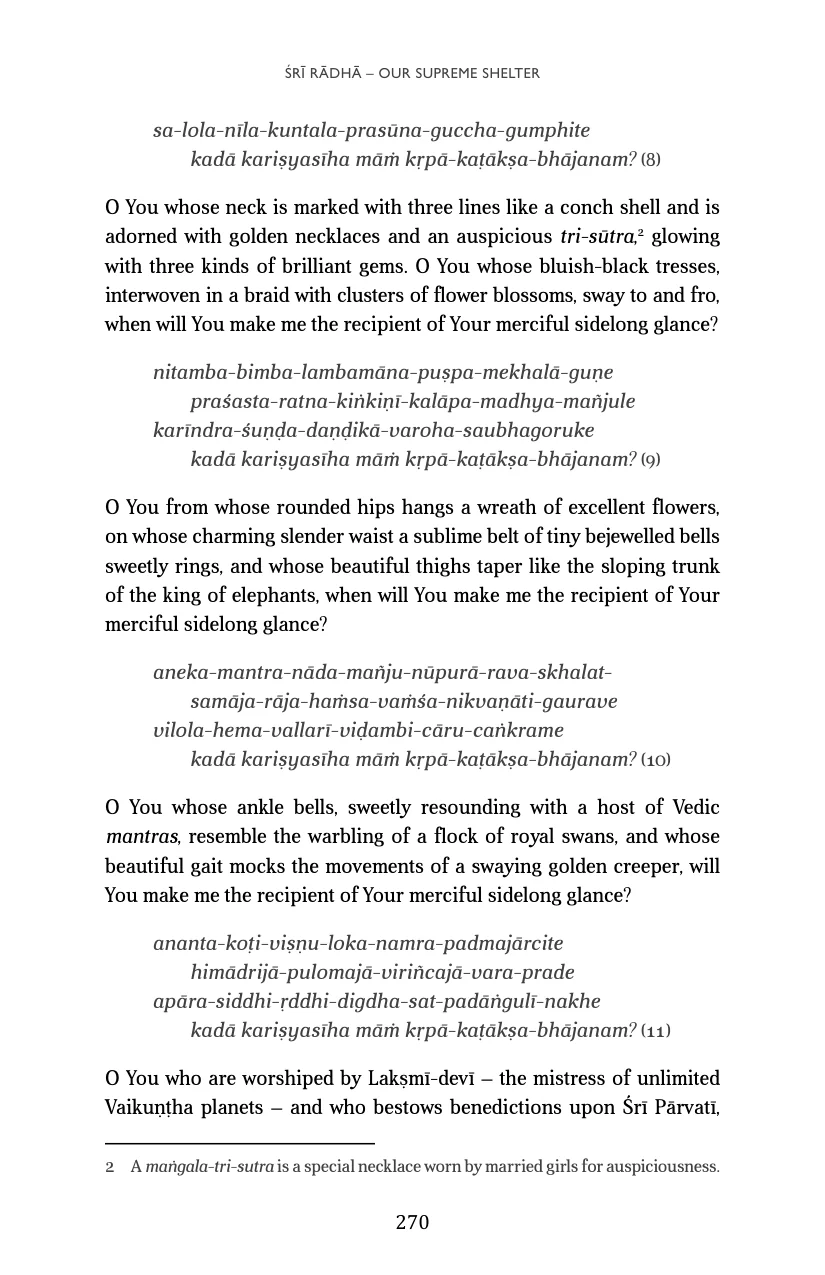 ŚRĪ RĀDHĀ – OUR SUPREME SHELTER
sa-lola-nīla-kuntala-prasūna-guccha-gumphite
kadā kariṣyasīha māṁ kṛpā-kaṭākṣa-bhājanam? (8)
O You whose neck is marked with three lines like a conch shell and is
adorned with golden necklaces and an auspicious tri-sūtra,² glowing
with three kinds of brilliant gems. O You whose bluish-black tresses,
interwoven in a braid with clusters of flower blossoms, sway to and fro,
when will You make me the recipient of Your merciful sidelong glance?
nitamba-bimba-lambamāna-puṣpa-mekhalā-guṇe
praśasta-ratna-kiṅkiṇī-kalāpa-madhya-mañjule
karīndra-śuṇḍa-daṇḍikā-varoha-saubhagoruke
kadā kariṣyasīha māṁ kṛpā-kaṭākṣa-bhājanam? (9)
O You from whose rounded hips hangs a wreath of excellent flowers,
on whose charming slender waist a sublime belt of tiny bejewelled bells
sweetly rings, and whose beautiful thighs taper like the sloping trunk
of the king of elephants, when will You make me the recipient of Your
merciful sidelong glance?
aneka-mantra-nāda-mañju-nūpurā-rava-skhalat-
samāja-rāja-haṁsa-vaṁśa-nikvaṇāti-gaurave
vilola-hema-vallarī-viḍambi-cāru-caṅkrame
kadā kariṣyasīha māṁ kṛpā-kaṭākṣa-bhājanam? (10)
O You whose ankle bells, sweetly resounding with a host of Vedic
mantras, resemble the warbling of a flock of royal swans, and whose
beautiful gait mocks the movements of a swaying golden creeper, will
You make me the recipient of Your merciful sidelong glance?
ananta-koṭi-viṣṇu-loka-namra-padmajārcite
himādrijā-pulomajā-viriñcajā-vara-prade
apāra-siddhi-ṛddhi-digdha-sat-padāṅgulī-nakhe
kadā kariṣyasīha māṁ kṛpā-kaṭākṣa-bhājanam? (11)
O You who are worshiped by Lakṣmī-devī – the mistress of unlimited
Vaikuṇṭha planets – and who bestows benedictions upon Śrī Pārvatī,
2 A maṅgala-tri-sutra is a special necklace worn by married girls for auspiciousness.
270